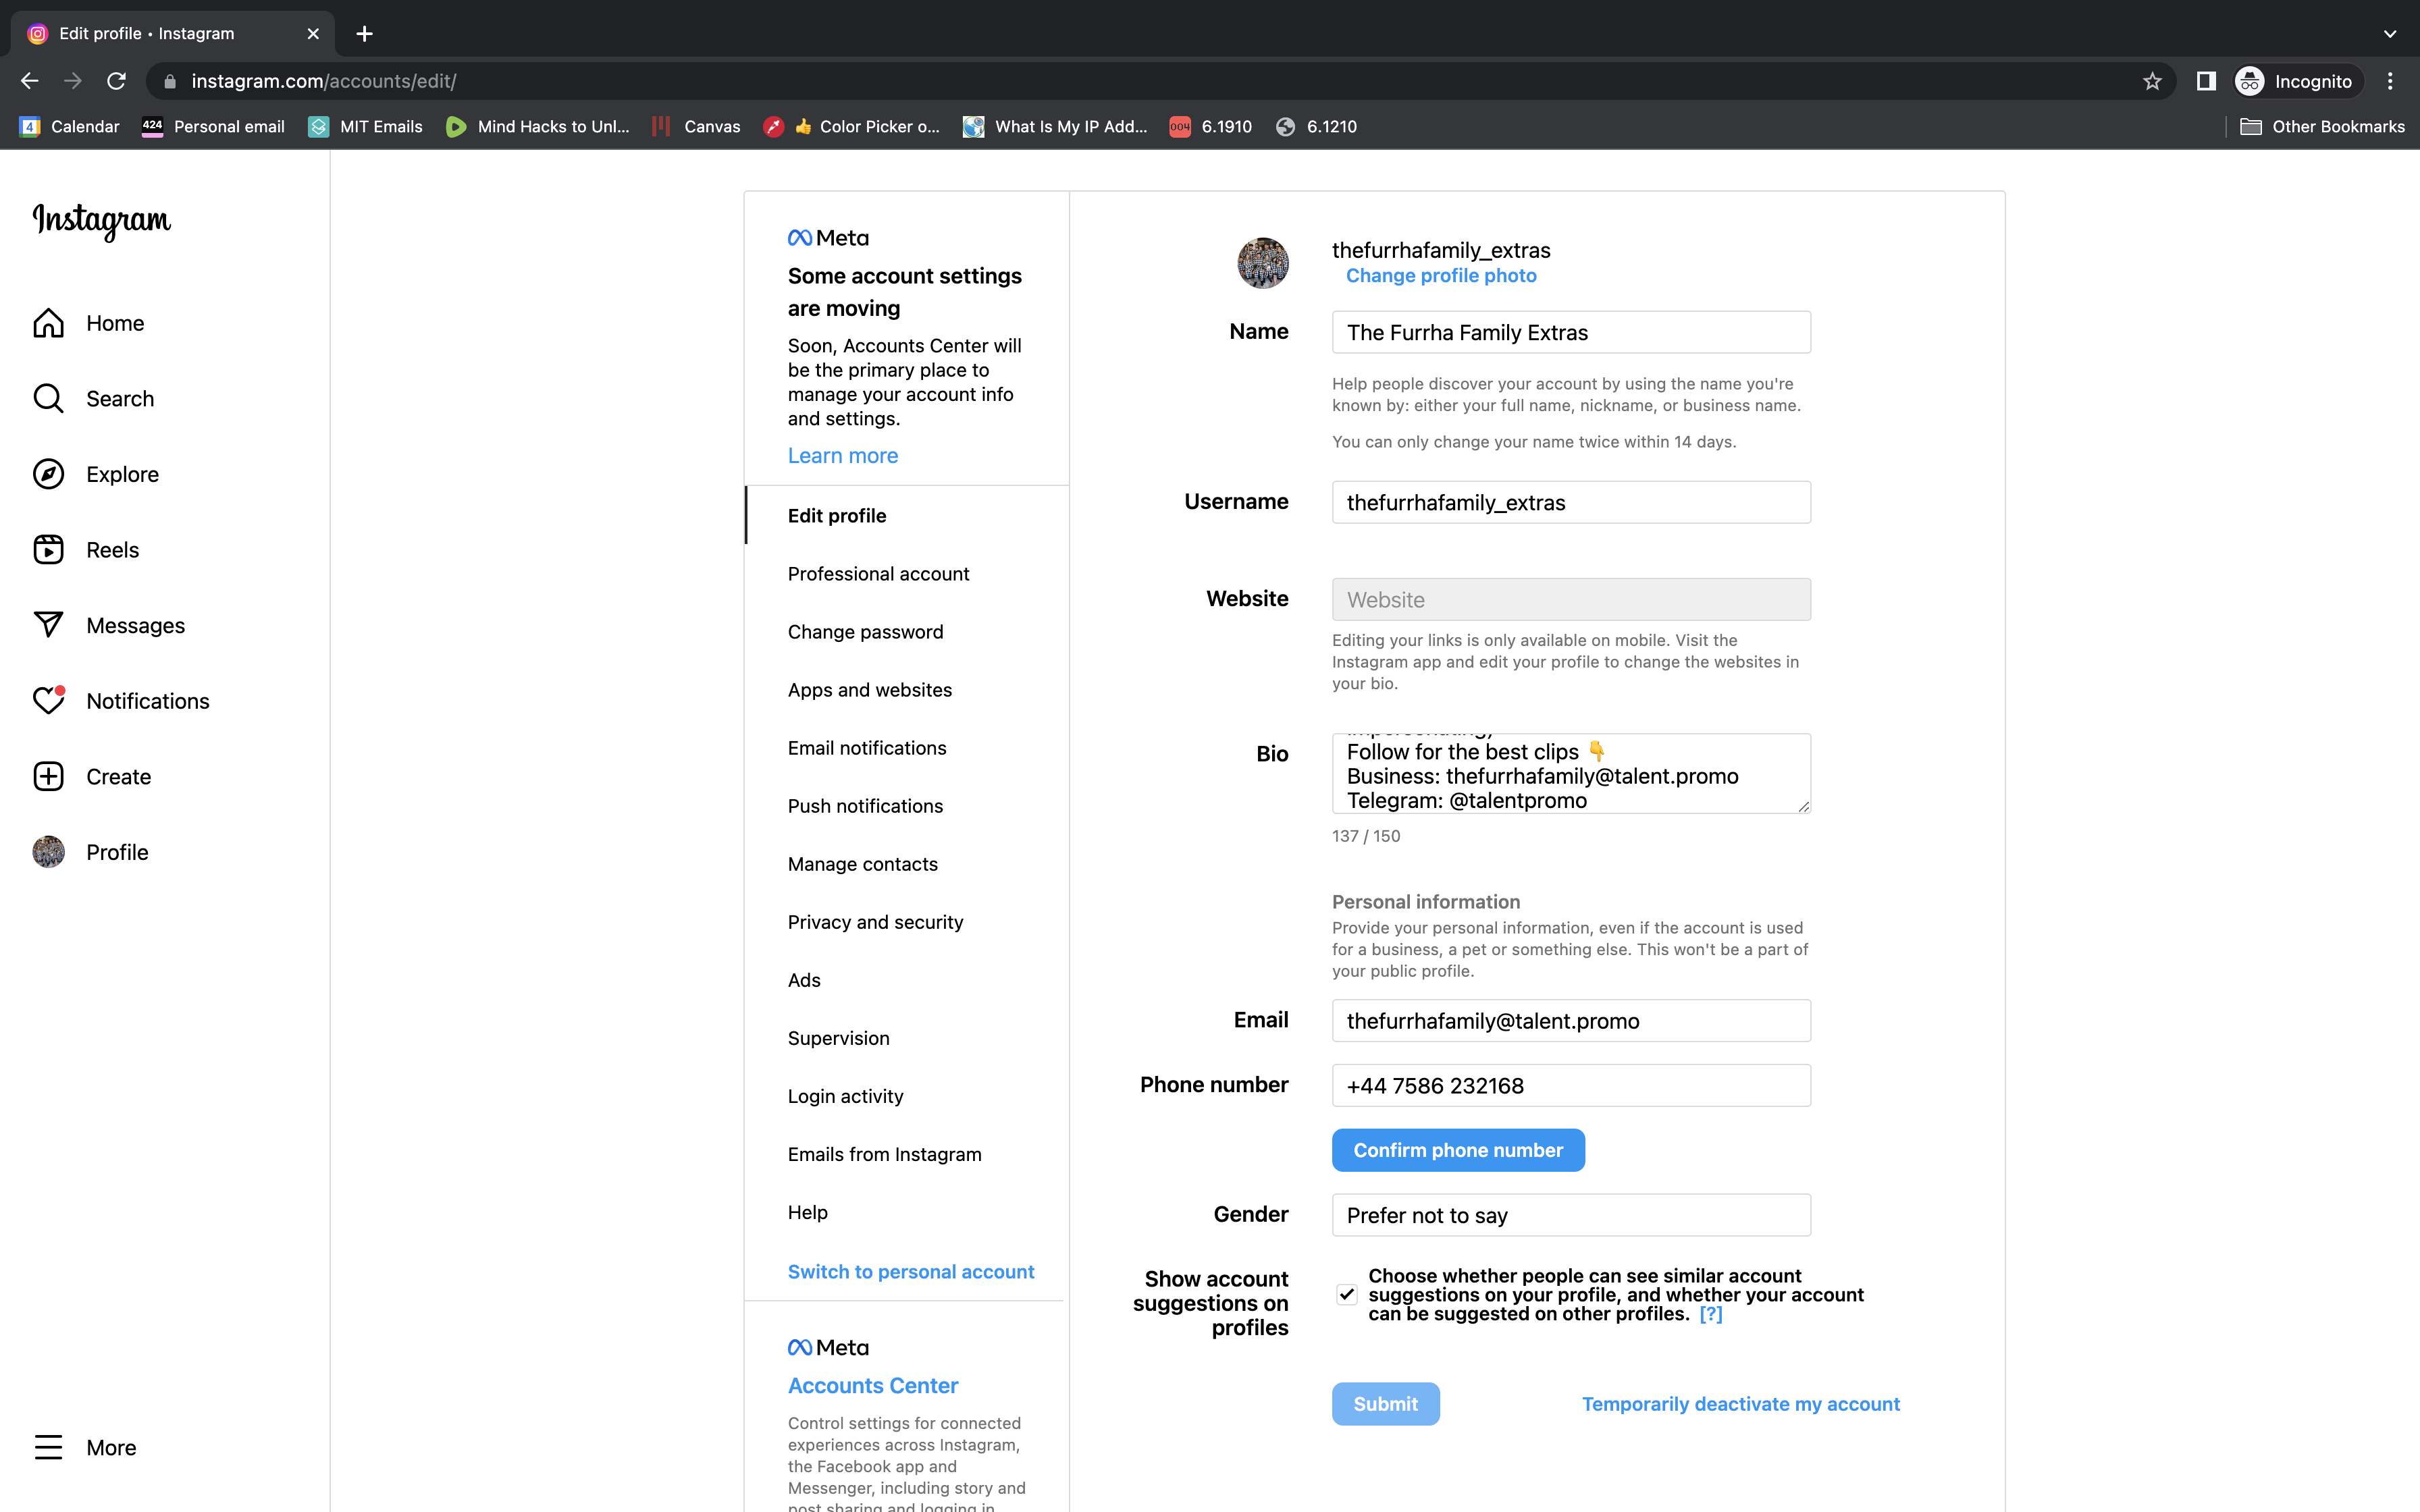 Edit profile • Instagram
instagram.com/accounts/edit/
Incognito
4 Calendar
424 Personal email
MIT Emails
Mind Hacks to Unl...
Canvas
👍 Color Picker o...
What Is My IP Add...
004 6.1910
6.1210
Other Bookmarks
Instagram
Home
Search
Explore
Reels
Messages
Notifications
Create
Profile
More
Meta
Some account settings
are moving
Soon, Accounts Center will
be the primary place to
manage your account info
and settings.
Learn more
Edit profile
Professional account
Change password
Apps and websites
Email notifications
Push notifications
Manage contacts
Privacy and security
Ads
Supervision
Login activity
Emails from Instagram
Help
Switch to personal account
Meta
Accounts Center
Control settings for connected
experiences across Instagram,
the Facebook app and
Messenger, including story and
post sharing and logging in.
thefurrhafamily_extras
Change profile photo
Name
The Furrha Family Extras
Help people discover your account by using the name you're
known by: either your full name, nickname, or business name.
You can only change your name twice within 14 days.
Username
thefurrhafamily_extras
Website
Website
Editing your links is only available on mobile. Visit the
Instagram app and edit your profile to change the websites in
your bio.
Bio
Follow for the best clips 👇
Business: thefurrhafamily@talent.promo
Telegram: @talentpromo
137 / 150
Personal information
Provide your personal information, even if the account is used
for a business, a pet or something else. This won't be a part of
your public profile.
Email
thefurrhafamily@talent.promo
Phone number
+44 7586 232168
Confirm phone number
Gender
Prefer not to say
Show account
suggestions on
profiles
Choose whether people can see similar account
suggestions on your profile, and whether your account
can be suggested on other profiles. [?]
Submit
Temporarily deactivate my account